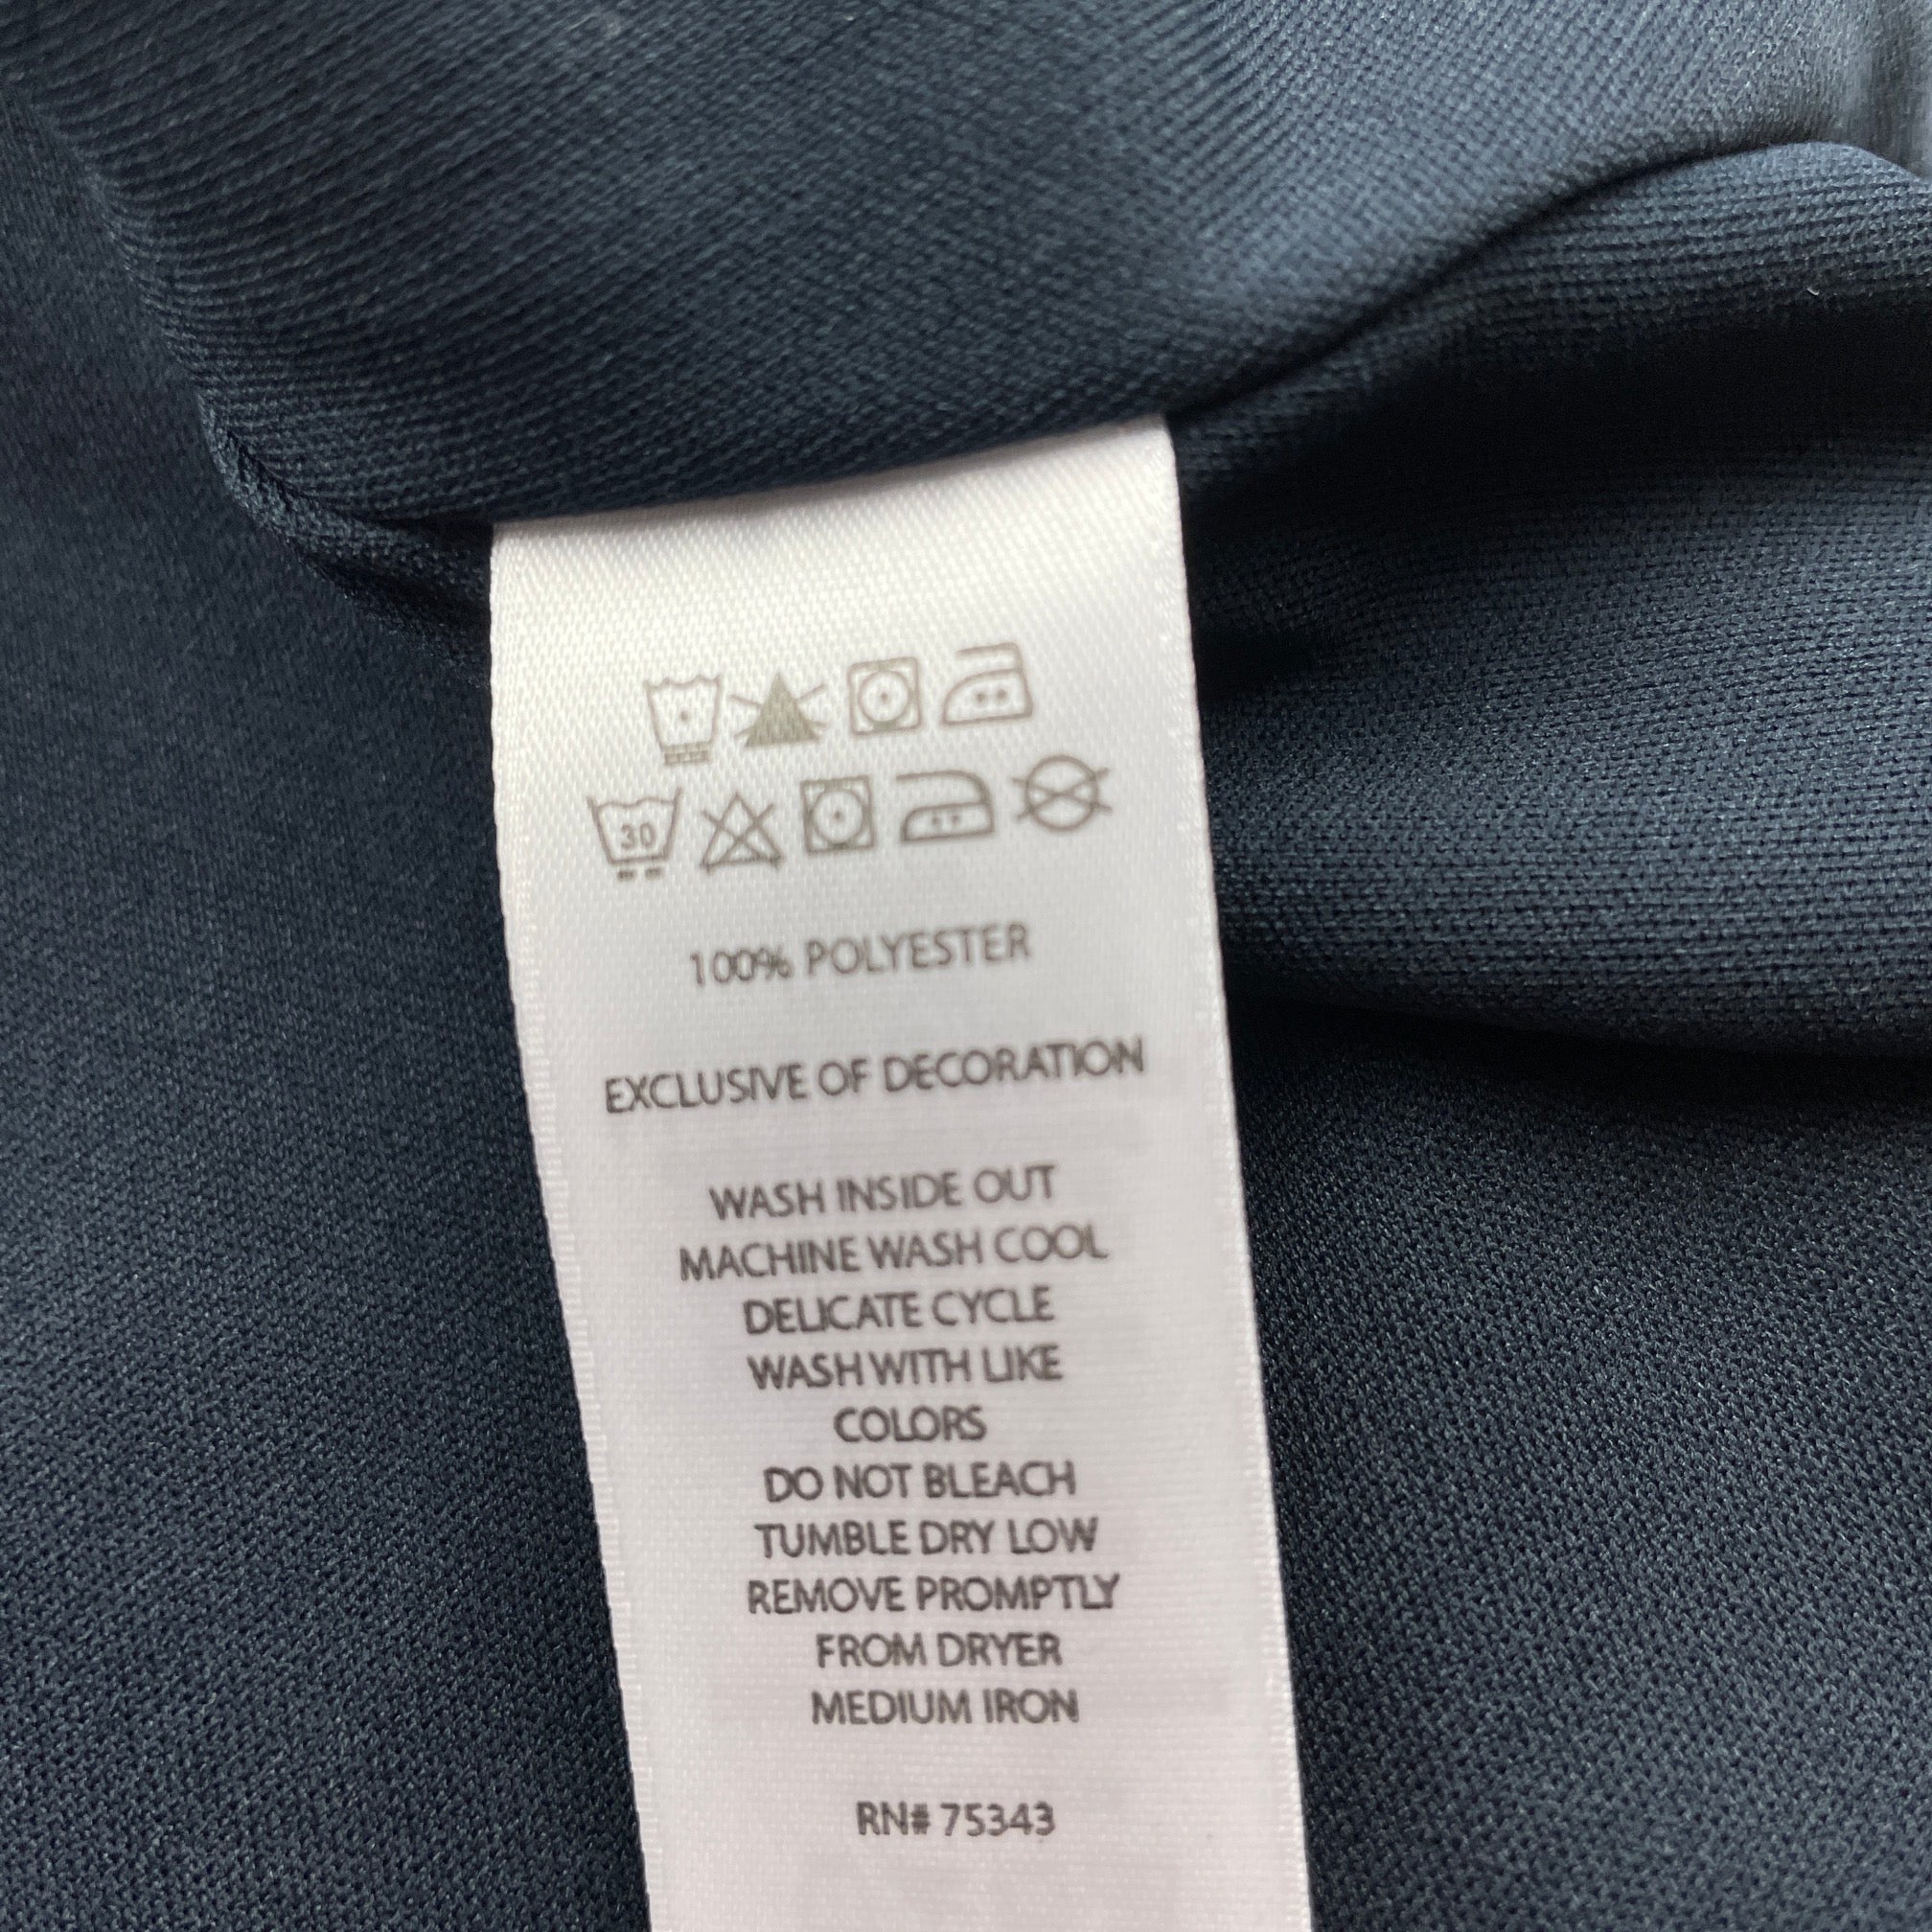 30
100% POLYESTER
EXCLUSIVE OF DECORATION
WASH INSIDE OUT
MACHINE WASH COOL
DELICATE CYCLE
WASH WITH LIKE
COLORS
DO NOT BLEACH
TUMBLE DRY LOW
REMOVE PROMPTLY
FROM DRYER
MEDIUM IRON
RN# 75343